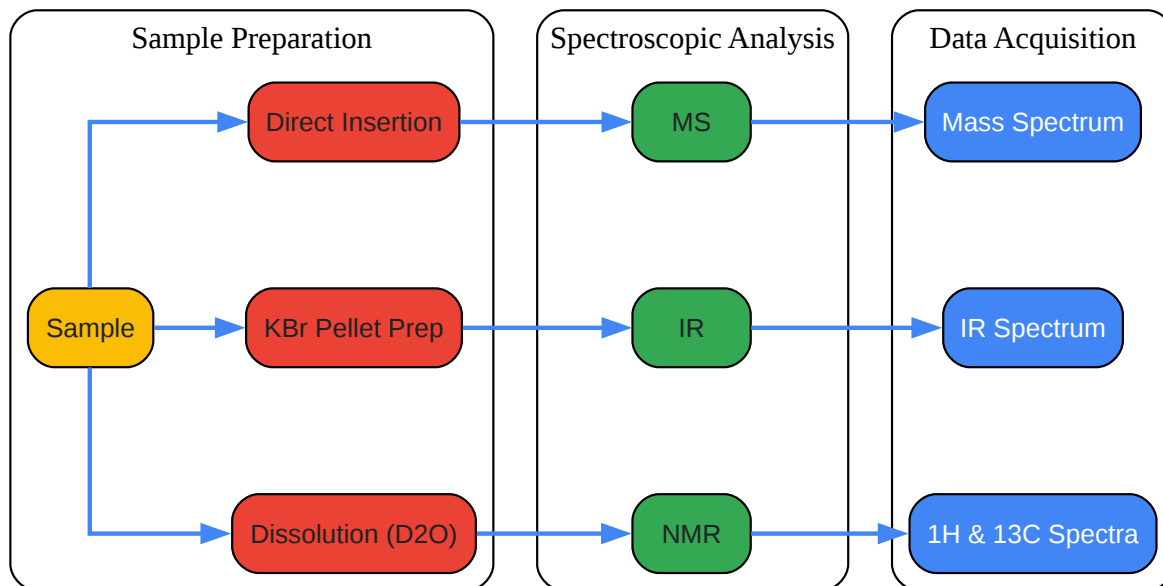 Sample Preparation
Spectroscopic Analysis
Data Acquisition
Direct Insertion
MS
Mass Spectrum
Sample
KBr Pellet Prep
IR
IR Spectrum
Dissolution (D2O)
NMR
1H & 13C Spectra